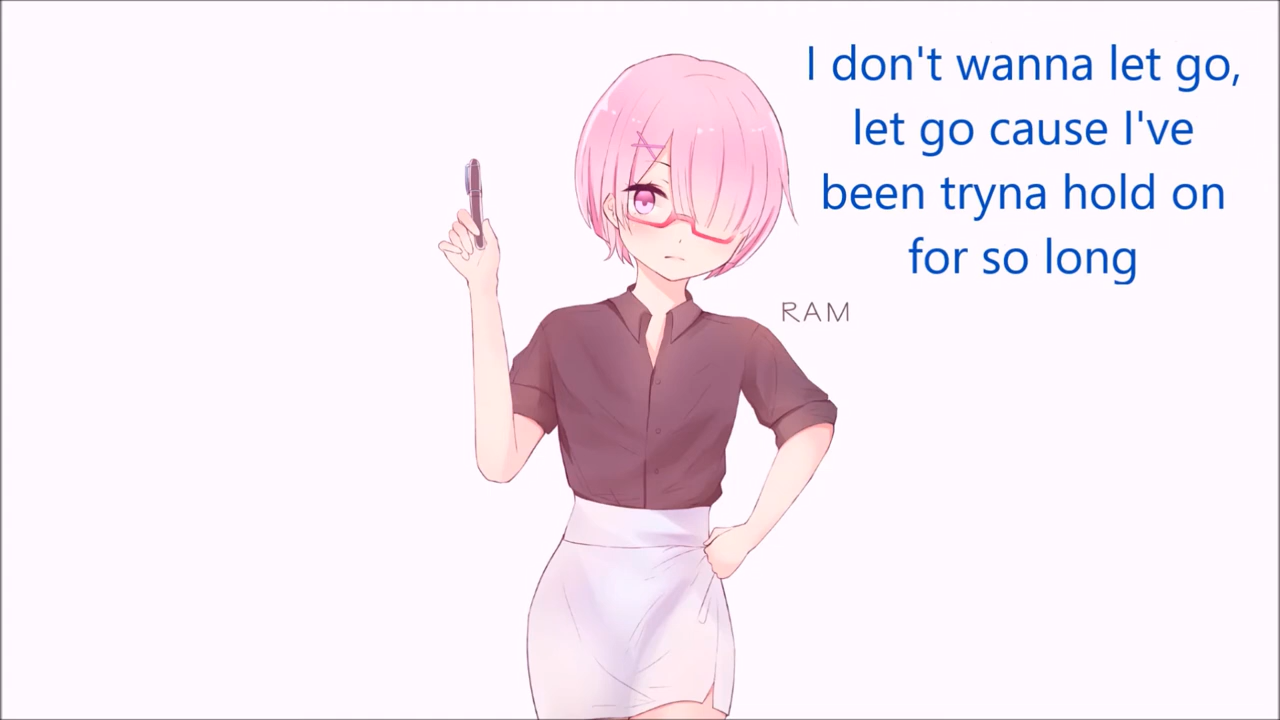 I don't wanna let go,
let go cause I've
been tryna hold on
for so long
RAM